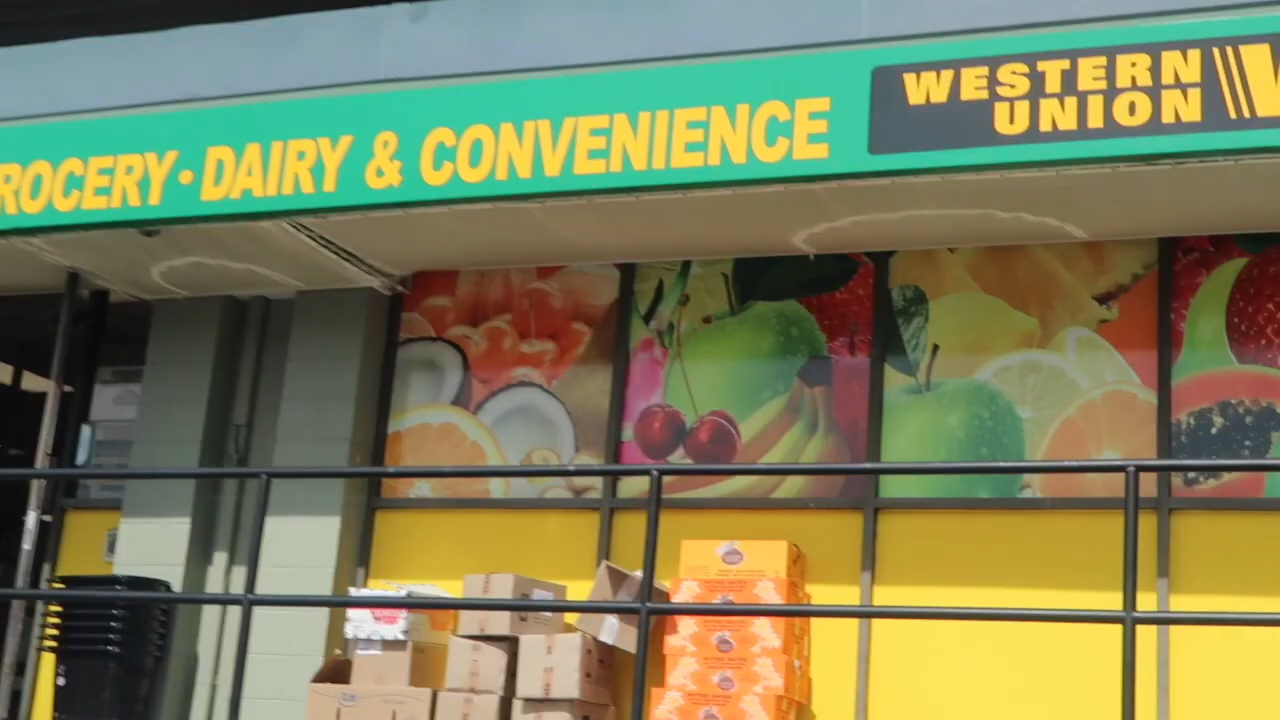 ROCERY • DAIRY & CONVENIENCE
WESTERN
UNION